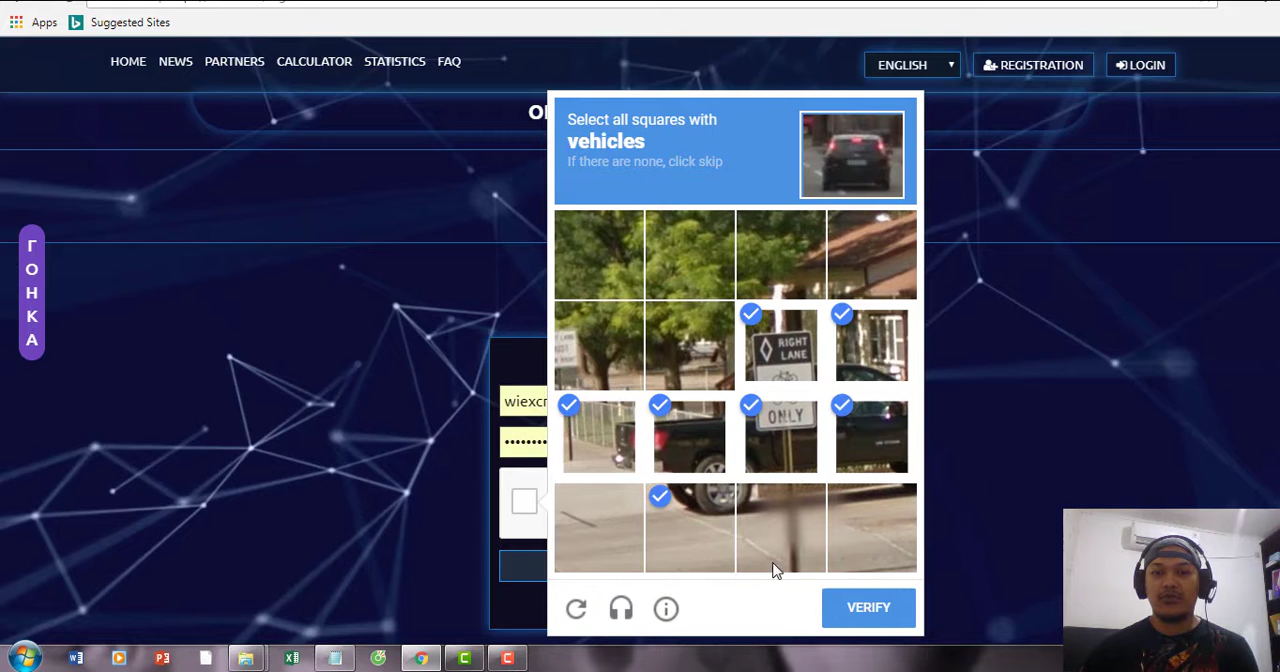 Apps
Suggested Sites
HOME
NEWS
PARTNERS
CALCULATOR
STATISTICS
FAQ
ENGLISH
REGISTRATION
LOGIN
Select all squares with
vehicles
If there are none, click skip
ГОНКА
RIGHT
LANE
ONLY
wiexcr
VERIFY